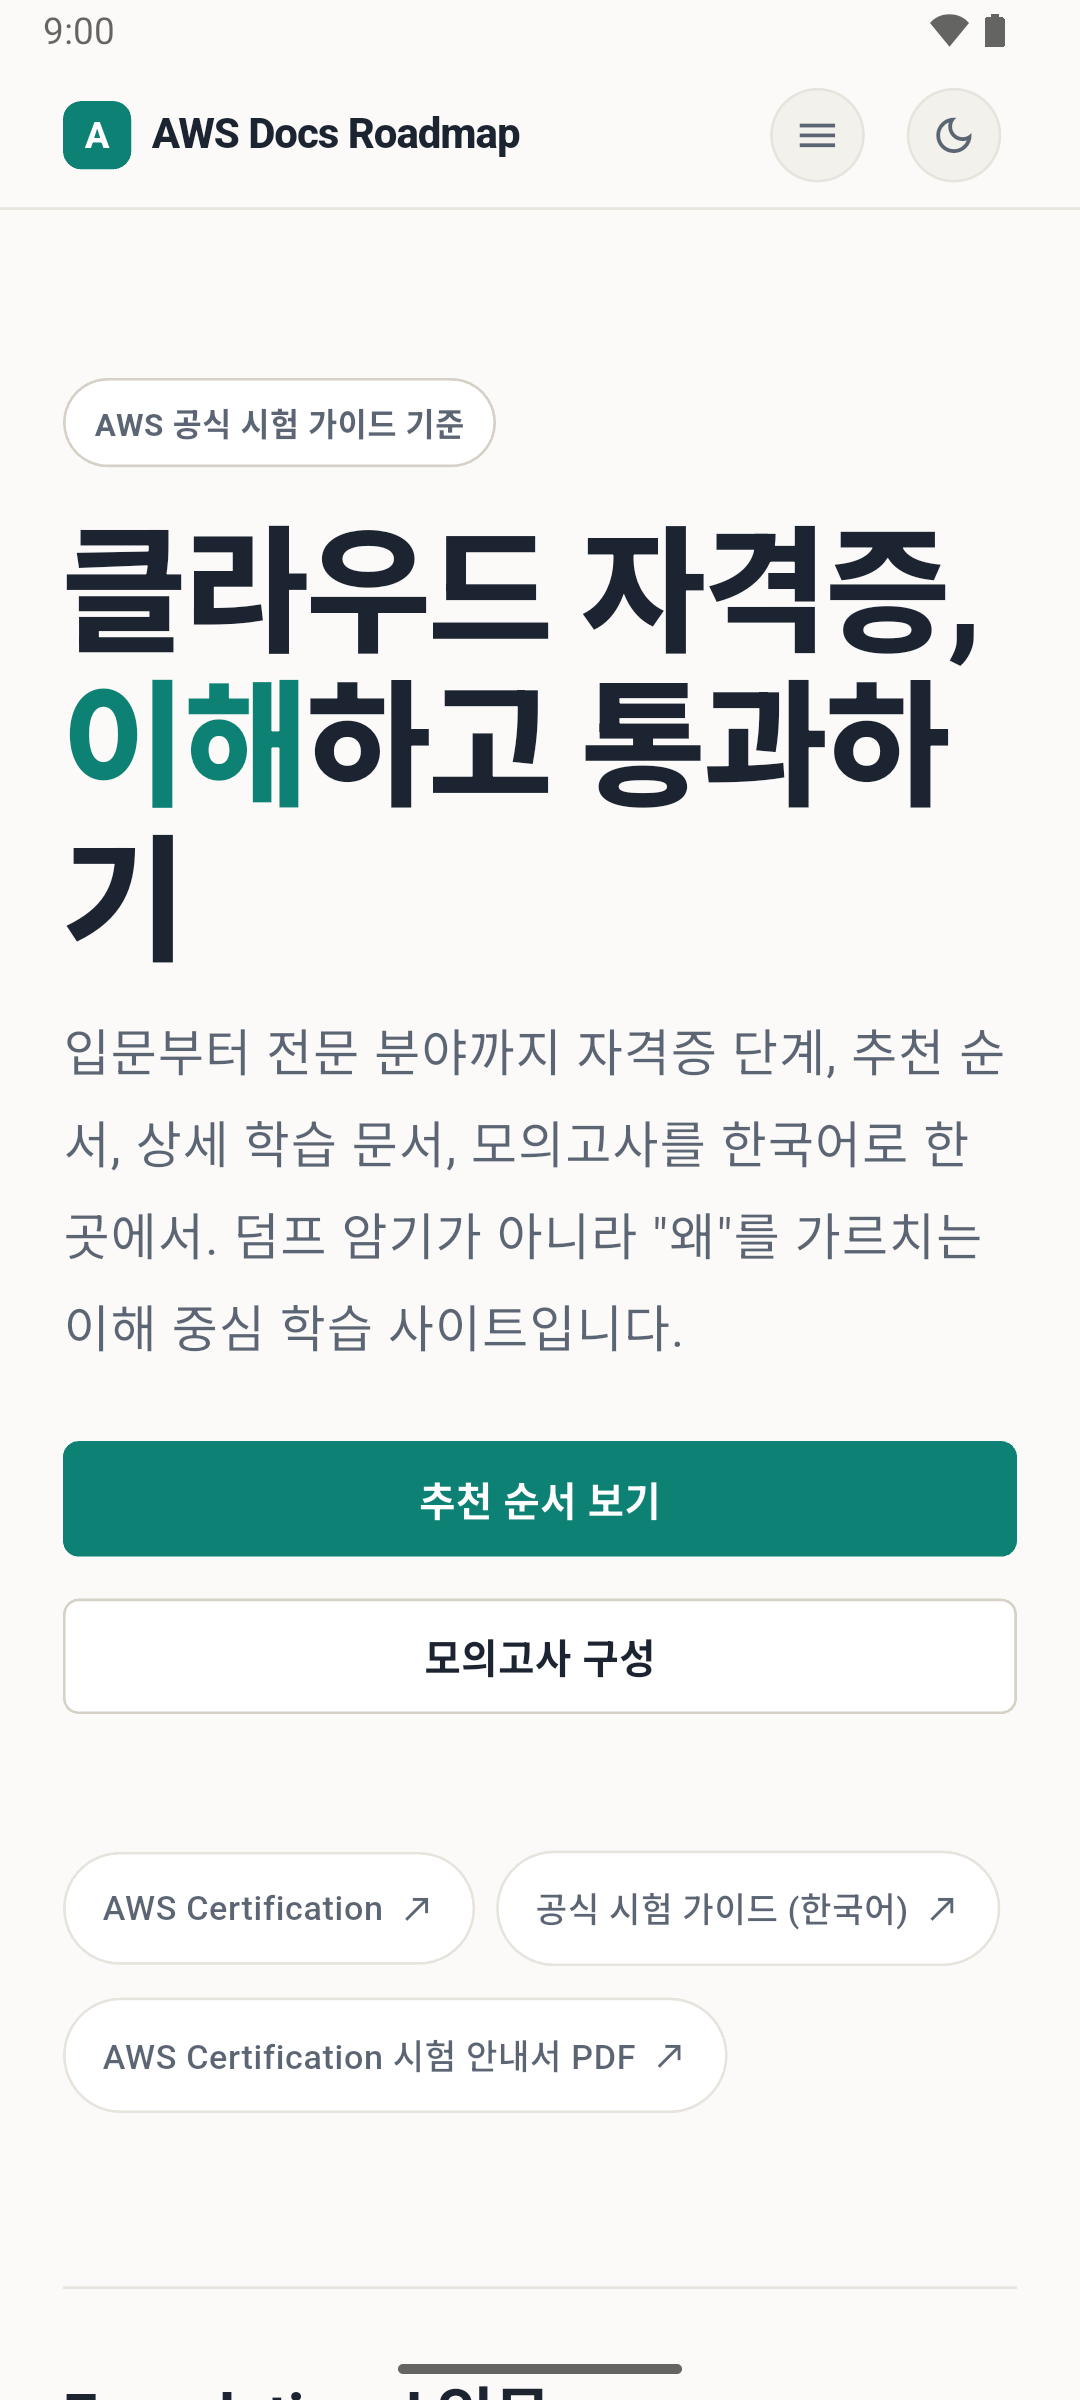 9:00
A AWS Docs Roadmap
AWS 공식 시험 가이드 기준
클라우드 자격증,
이해하고 통과하
기
입문부터 전문 분야까지 자격증 단계, 추천 순
서, 상세 학습 문서, 모의고사를 한국어로 한
곳에서. 덤프 암기가 아니라 "왜"를 가르치는
이해 중심 학습 사이트입니다.
추천 순서 보기
모의고사 구성
AWS Certification ↗
공식 시험 가이드 (한국어) ↗
AWS Certification 시험 안내서 PDF ↗